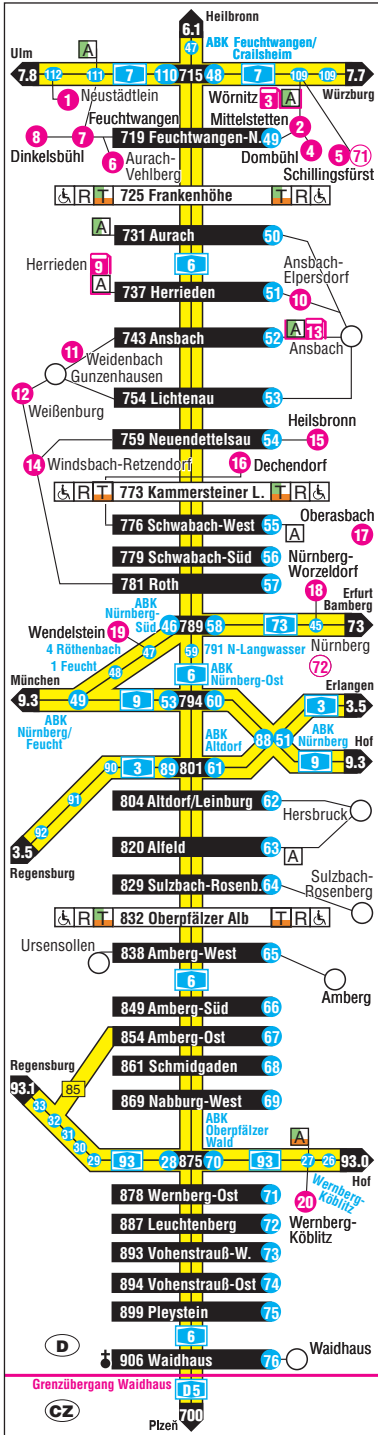 Heilbronn
6.1
47 ABK Feuchtwangen/
Crailsheim
Ulm
A
7.8 112 111 7 110 715 48 7 109 109 7.7
Würzburg
1 Neustädtlein
Wörnitz 3 A
Feuchtwangen
Mittelstetten 2
8 7
719 Feuchtwangen-N. 49
4 5 71
Dinkelsbühl
6 Aurach-
Vehlberg
Dombühl
Schillingsfürst
R T 725 Frankenhöhe T R
A
731 Aurach 50
6
Herrieden
9
A
Ansbach-
Elpersdorf
737 Herrieden 51
10
743 Ansbach 52
A 13
Ansbach
11
Weidenbach
Gunzenhausen
12
Weißenburg
754 Lichtenau 53
Heilsbronn
759 Neuendettelsau 54 15
14 Windsbach-Retzendorf
16 Dechendorf
R T 773 Kammersteiner L. T R
776 Schwabach-West 55
A
Oberasbach
17
779 Schwabach-Süd 56
Nürnberg-
Worzeldorf
781 Roth 57
18
ABK
Nürnberg-
Süd
Erfurt
Bamberg
Wendelstein 19
46 789 58 73 45 73
4 Röthenbach
47
59 791 N-Langwasser
Nürnberg
72
1 Feucht
48
6 ABK
Nürnberg-Ost
München
Erlangen
9.3 49 9 53 794 60
3 3.5
ABK
Nürnberg/
Feucht
ABK
Altdorf
88 51
ABK
Nürnberg
Hof
9 9.3
90 3 89 801 61
91
92
3.5
Regensburg
804 Altdorf/Leinburg 62
Hersbruck
820 Alfeld 63
A
829 Sulzbach-Rosenb. 64
Sulzbach-
Rosenberg
R T 832 Oberpfälzer Alb T R
Ursensollen
838 Amberg-West 65
Amberg
6
849 Amberg-Süd 66
854 Amberg-Ost 67
Regensburg
93.1
85
861 Schmidgaden 68
33
32
31
30
29
869 Nabburg-West 69
ABK
Oberpfälzer
Wald
A
93 28 875 70 93 27 26 93.0
Hof
Wernberg-
Köblitz
20
Wernberg-
Köblitz
878 Wernberg-Ost 71
887 Leuchtenberg 72
893 Vohenstrauß-W. 73
894 Vohenstrauß-Ost 74
899 Pleystein 75
6
D
906 Waidhaus 76
Waidhaus
Grenzübergang Waidhaus
D5
CZ
700
Plzeň